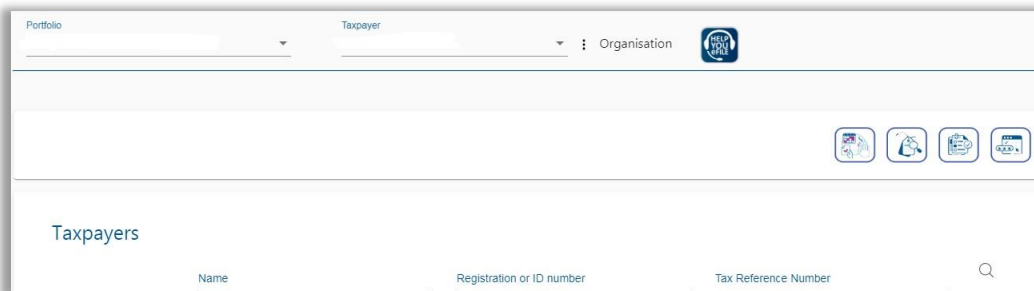 Portfolio Taxpayer
Organisation HELP YOU eFILE
Taxpayers
Name Registration or ID number Tax Reference Number